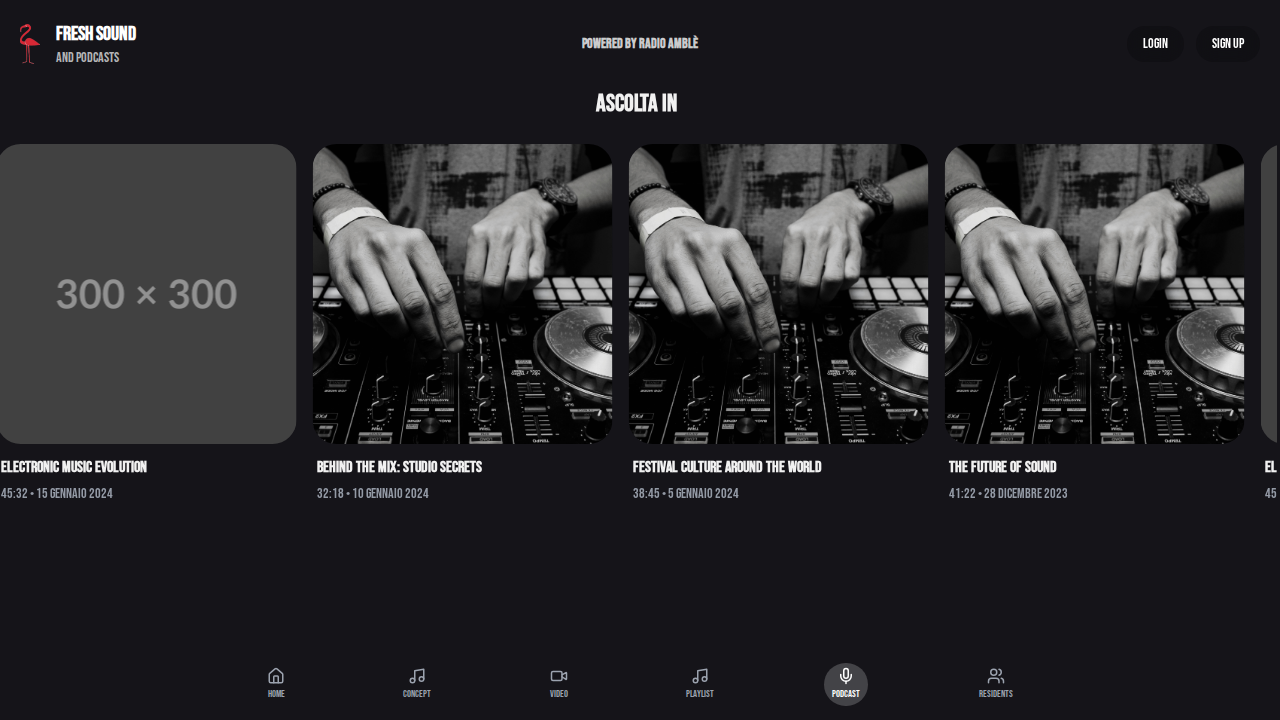 FRESH SOUND
AND PODCASTS
POWERED BY RADIO AMBLÈ
LOGIN
SIGN UP
ASCOLTA IN
300 × 300
ELECTRONIC MUSIC EVOLUTION
45:32 • 15 GENNAIO 2024
BEHIND THE MIX: STUDIO SECRETS
32:18 • 10 GENNAIO 2024
FESTIVAL CULTURE AROUND THE WORLD
38:45 • 5 GENNAIO 2024
THE FUTURE OF SOUND
41:22 • 28 DICEMBRE 2023
EL
45
HOME
CONCEPT
VIDEO
PLAYLIST
PODCAST
RESIDENTS